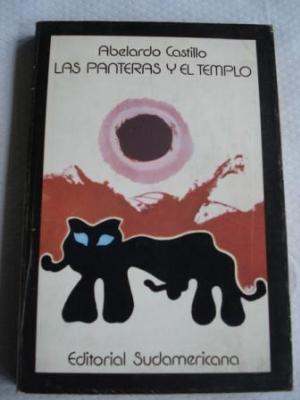 Abelardo Castillo
LAS PANTERAS Y EL TEMPLO
Editorial Sudamericana